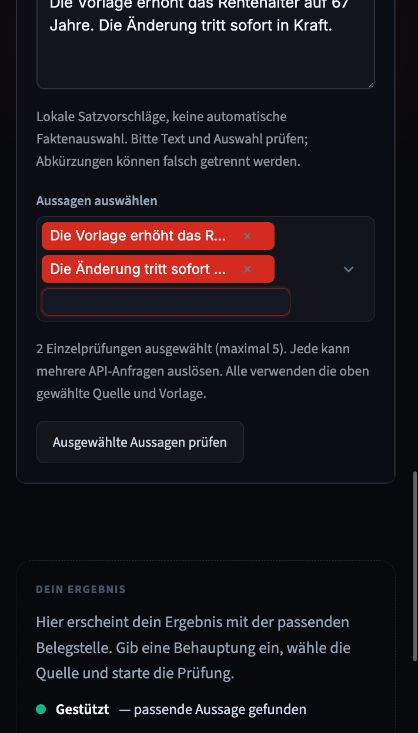 Die Vorlage erhöht das Rentenalter auf 67
Jahre. Die Änderung tritt sofort in Kraft.
Lokale Satzvorschläge, keine automatische
Faktenauswahl. Bitte Text und Auswahl prüfen;
Abkürzungen können falsch getrennt werden.
Aussagen auswählen
Die Vorlage erhöht das R... ×
Die Änderung tritt sofort ... ×
2 Einzelprüfungen ausgewählt (maximal 5). Jede kann
mehrere API-Anfragen auslösen. Alle verwenden die oben
gewählte Quelle und Vorlage.
Ausgewählte Aussagen prüfen
DEIN ERGEBNIS
Hier erscheint dein Ergebnis mit der passenden
Belegstelle. Gib eine Behauptung ein, wähle die
Quelle und starte die Prüfung.
Gestützt — passende Aussage gefunden